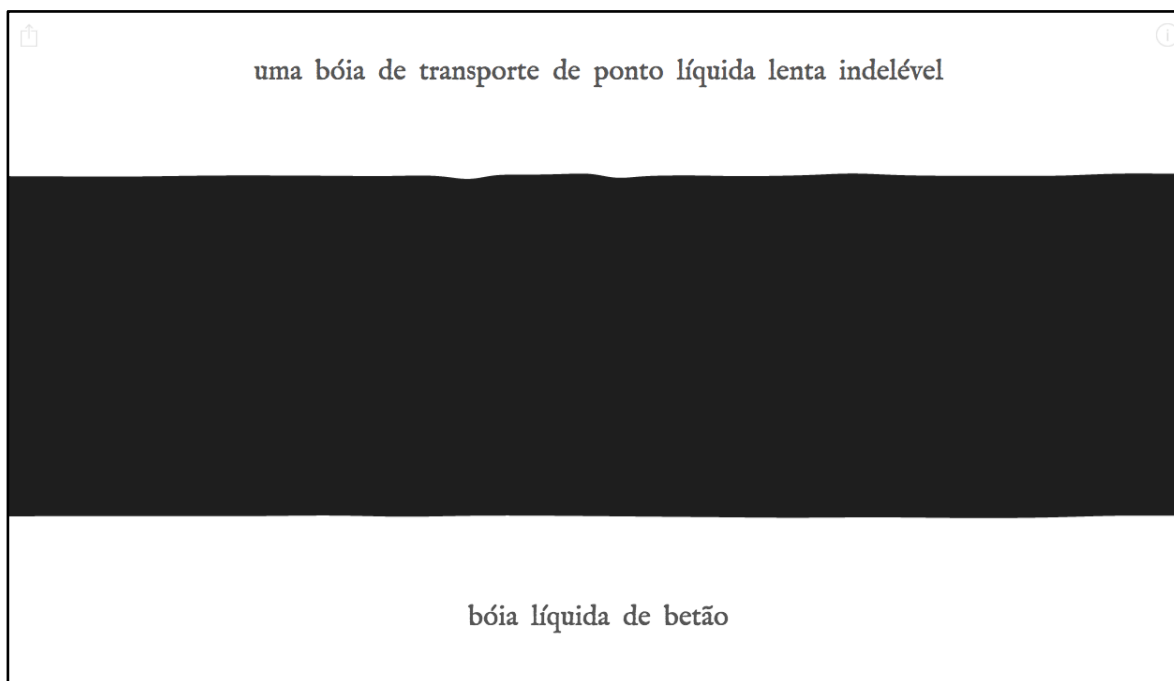 uma bóia de transporte de ponto líquida lenta indelével
bóia líquida de betão